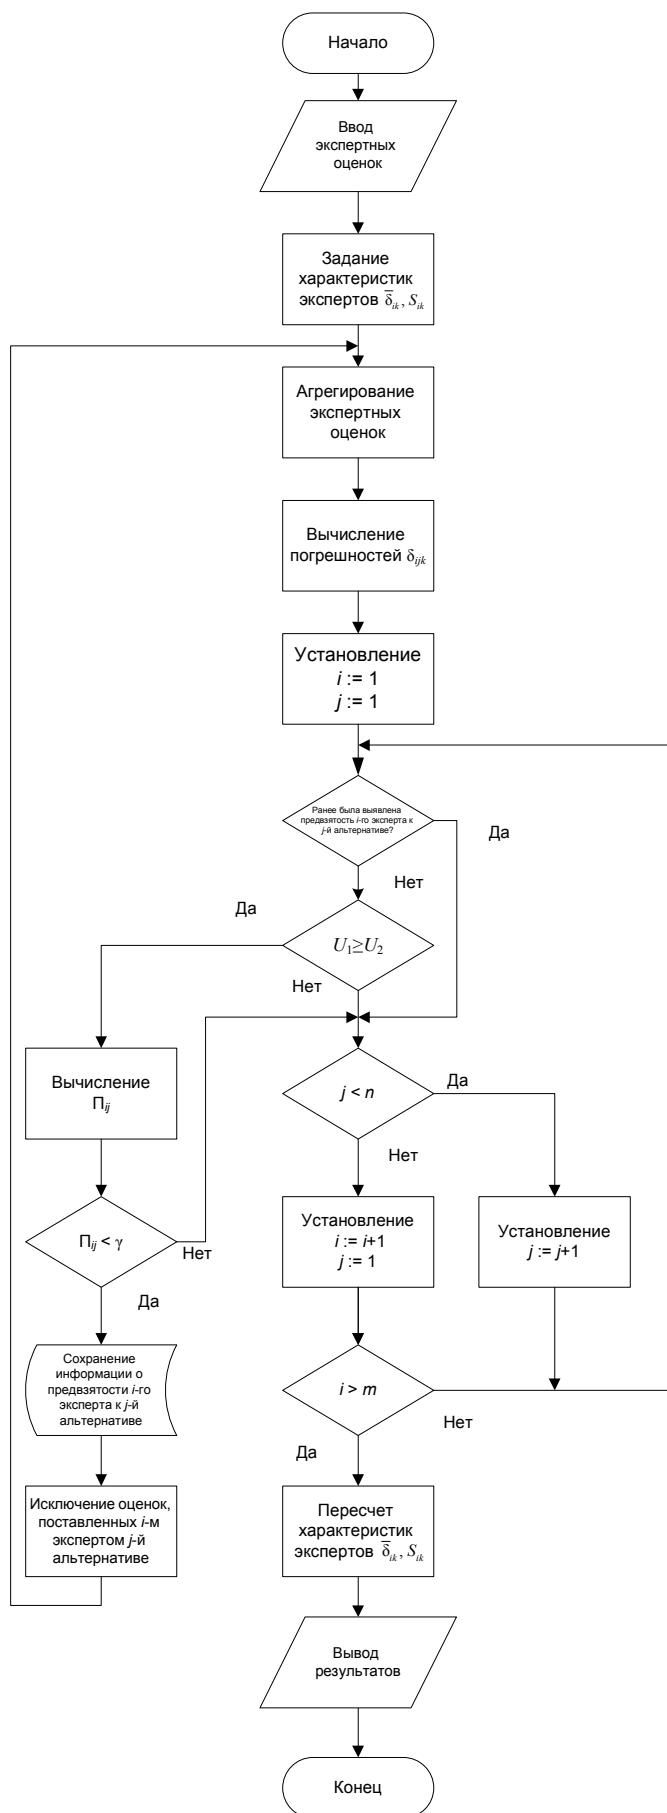 Начало
Ввод
экспертных
оценок
Задание
характеристик
экспертов δ̅ᵢₖ, Sᵢₖ
Агрегирование
экспертных
оценок
Вычисление
погрешностей δᵢⱼₖ
Установление
i := 1
j := 1
Ранее была выявлена
предвзятость i-го эксперта к
j-й альтернативе?
Да
Нет
Да
U₁≥U₂
Нет
Вычисление
Пᵢⱼ
j < n
Да
Нет
Пᵢⱼ < γ
Нет
Да
Установление
i := i+1
j := 1
Установление
j := j+1
Сохранение
информации о
предвзятости i-го
эксперта к j-й
альтернативе
i > m
Нет
Да
Исключение оценок,
поставленных i-м
экспертом j-й
альтернативе
Пересчет
характеристик
экспертов δ̅ᵢₖ, Sᵢₖ
Вывод
результатов
Конец